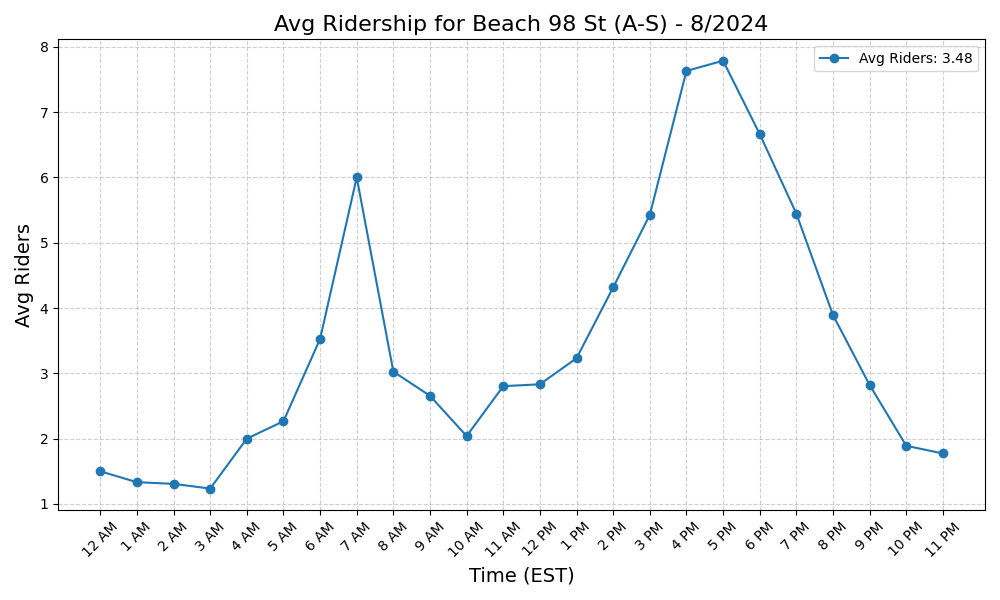 Avg Ridership for Beach 98 St (A-S) - 8/2024
Avg Riders: 3.48
8
7
6
5
4
3
2
1
Avg Riders
12 AM
1 AM
2 AM
3 AM
4 AM
5 AM
6 AM
7 AM
8 AM
9 AM
10 AM
11 AM
12 PM
1 PM
2 PM
3 PM
4 PM
5 PM
6 PM
7 PM
8 PM
9 PM
10 PM
11 PM
Time (EST)